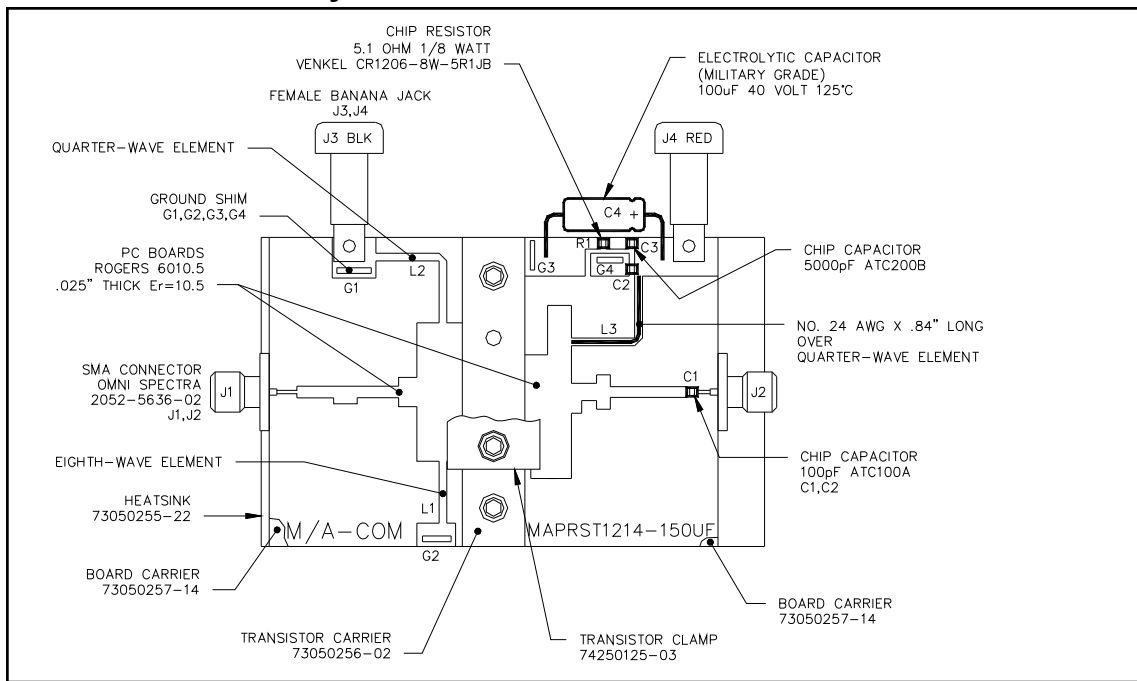 CHIP RESISTOR
5.1 OHM 1/8 WATT
VENKEL CR1206-8W-5R1JB
ELECTROLYTIC CAPACITOR
(MILITARY GRADE)
100uF 40 VOLT 125°C
FEMALE BANANA JACK
J3,J4
J3 BLK
J4 RED
QUARTER-WAVE ELEMENT
GROUND SHIM
G1,G2,G3,G4
C4 +
R1
C3
PC BOARDS
ROGERS 6010.5
.025" THICK Er=10.5
G1
L2
G3
G4
C2
CHIP CAPACITOR
5000pF ATC200B
L3
NO. 24 AWG X .84" LONG
OVER
QUARTER-WAVE ELEMENT
SMA CONNECTOR
OMNI SPECTRA
2052-5636-02
J1,J2
J1
C1
J2
CHIP CAPACITOR
100pF ATC100A
C1,C2
EIGHTH-WAVE ELEMENT
L1
HEATSINK
73050255-22
M/A-COM
MAPRST1214-150UF
G2
BOARD CARRIER
73050257-14
TRANSISTOR CARRIER
73050256-02
TRANSISTOR CLAMP
74250125-03
BOARD CARRIER
73050257-14